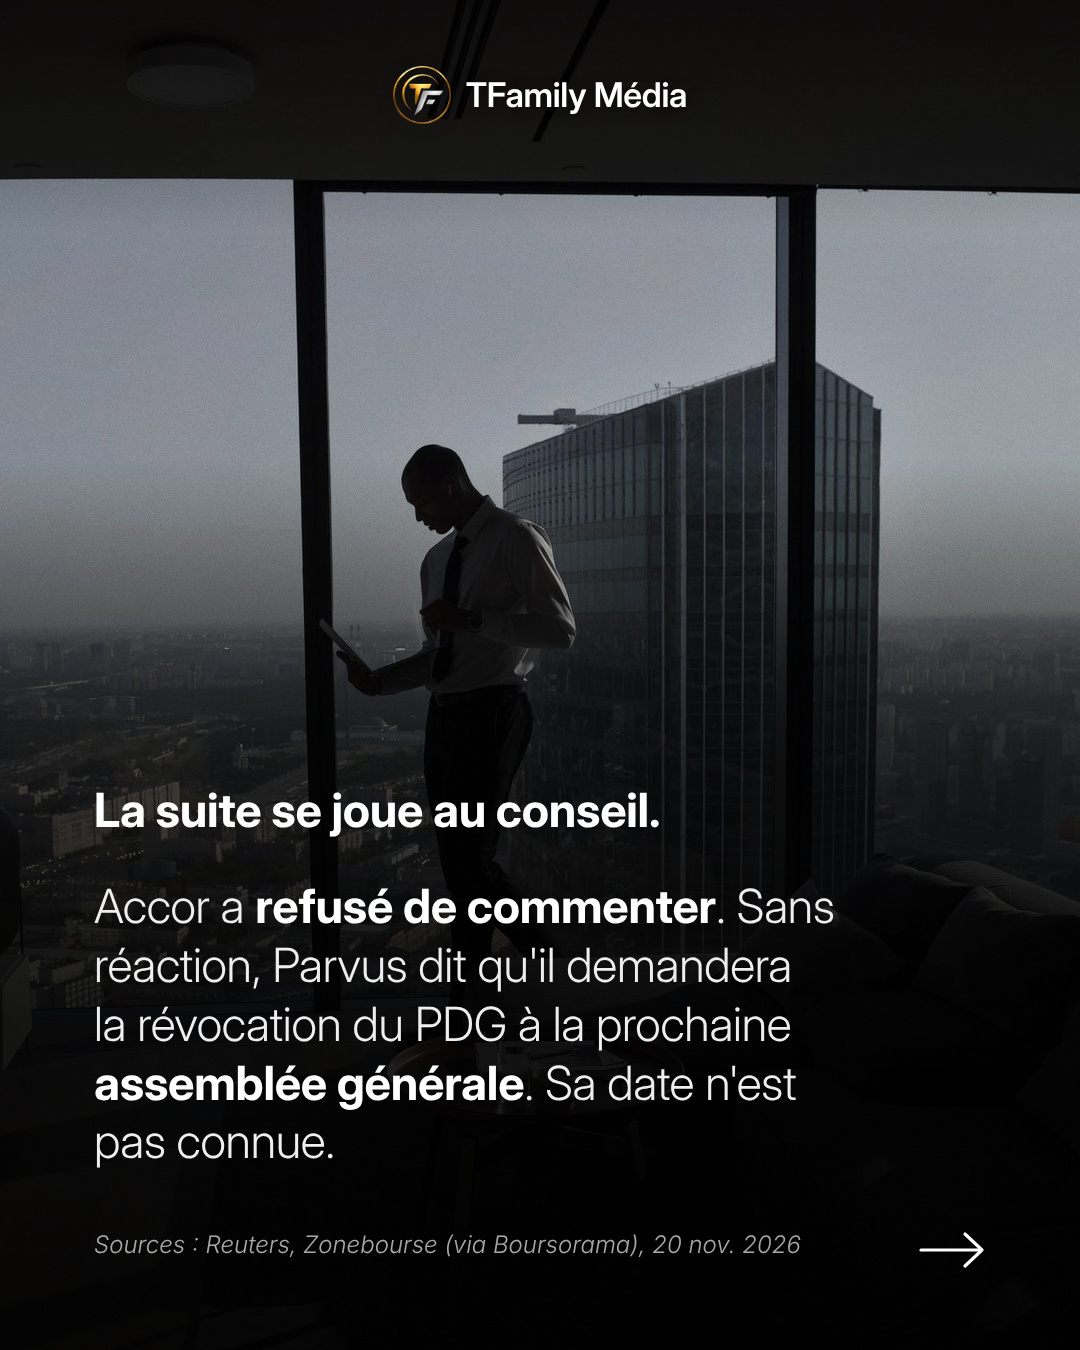 TF TFamily Média
La suite se joue au conseil.
Accor a refusé de commenter. Sans
réaction, Parvus dit qu'il demandera
la révocation du PDG à la prochaine
assemblée générale. Sa date n'est
pas connue.
Sources : Reuters, Zonebourse (via Boursorama), 20 nov. 2026